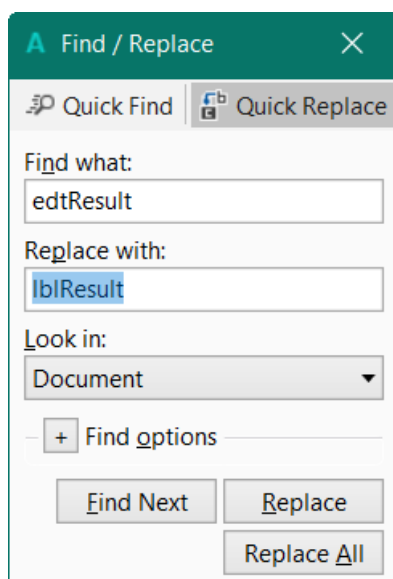 A Find / Replace
Quick Find Quick Replace
Find what:
edtResult
Replace with:
lblResult
Look in:
Document
+ Find options
Find Next Replace
Replace All